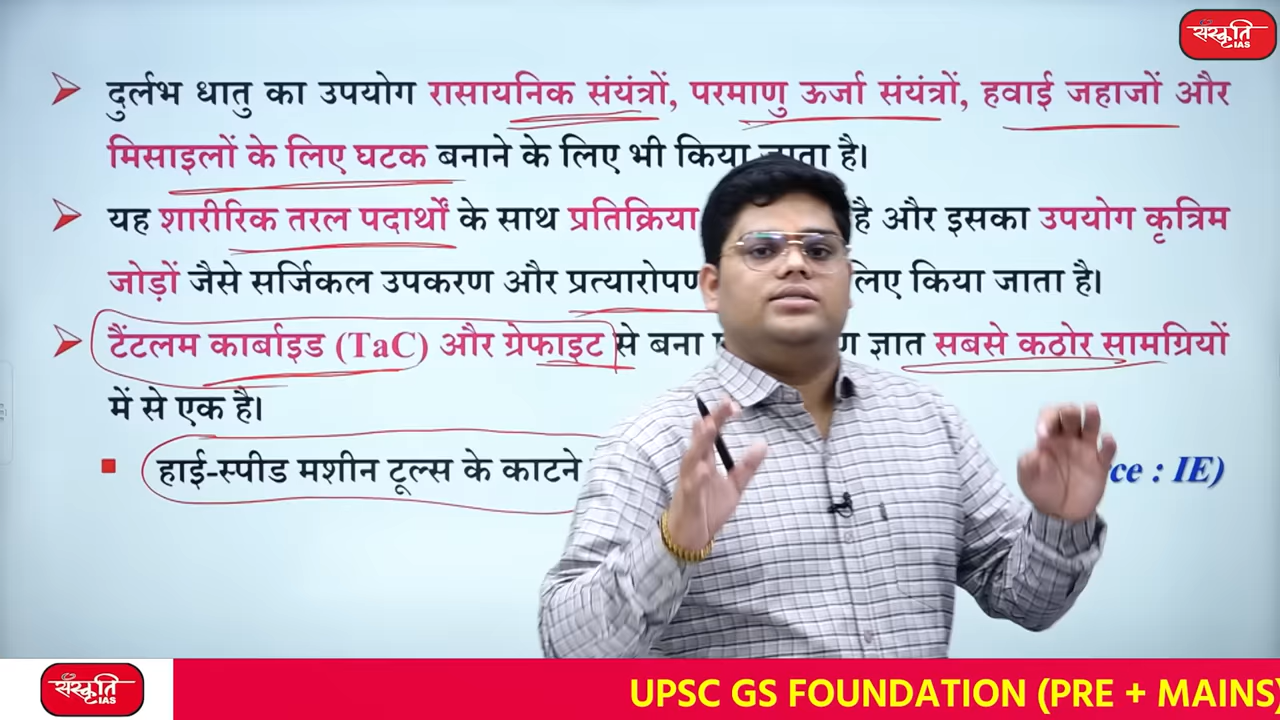 संस्कृति
IAS
दुर्लभ धातु का उपयोग रासायनिक संयंत्रों, परमाणु ऊर्जा संयंत्रों, हवाई जहाजों और
मिसाइलों के लिए घटक बनाने के लिए भी किया जाता है।
यह शारीरिक तरल पदार्थों के साथ प्रतिक्रिया है और इसका उपयोग कृत्रिम
जोड़ों जैसे सर्जिकल उपकरण और प्रत्यारोपण लिए किया जाता है।
टैंटलम कार्बाइड (TaC) और ग्रेफाइट से बना ज्ञात सबसे कठोर सामग्रियों
में से एक है।
हाई-स्पीड मशीन टूल्स के काटने : IE)
संस्कृति
IAS
UPSC GS FOUNDATION (PRE + MAINS)